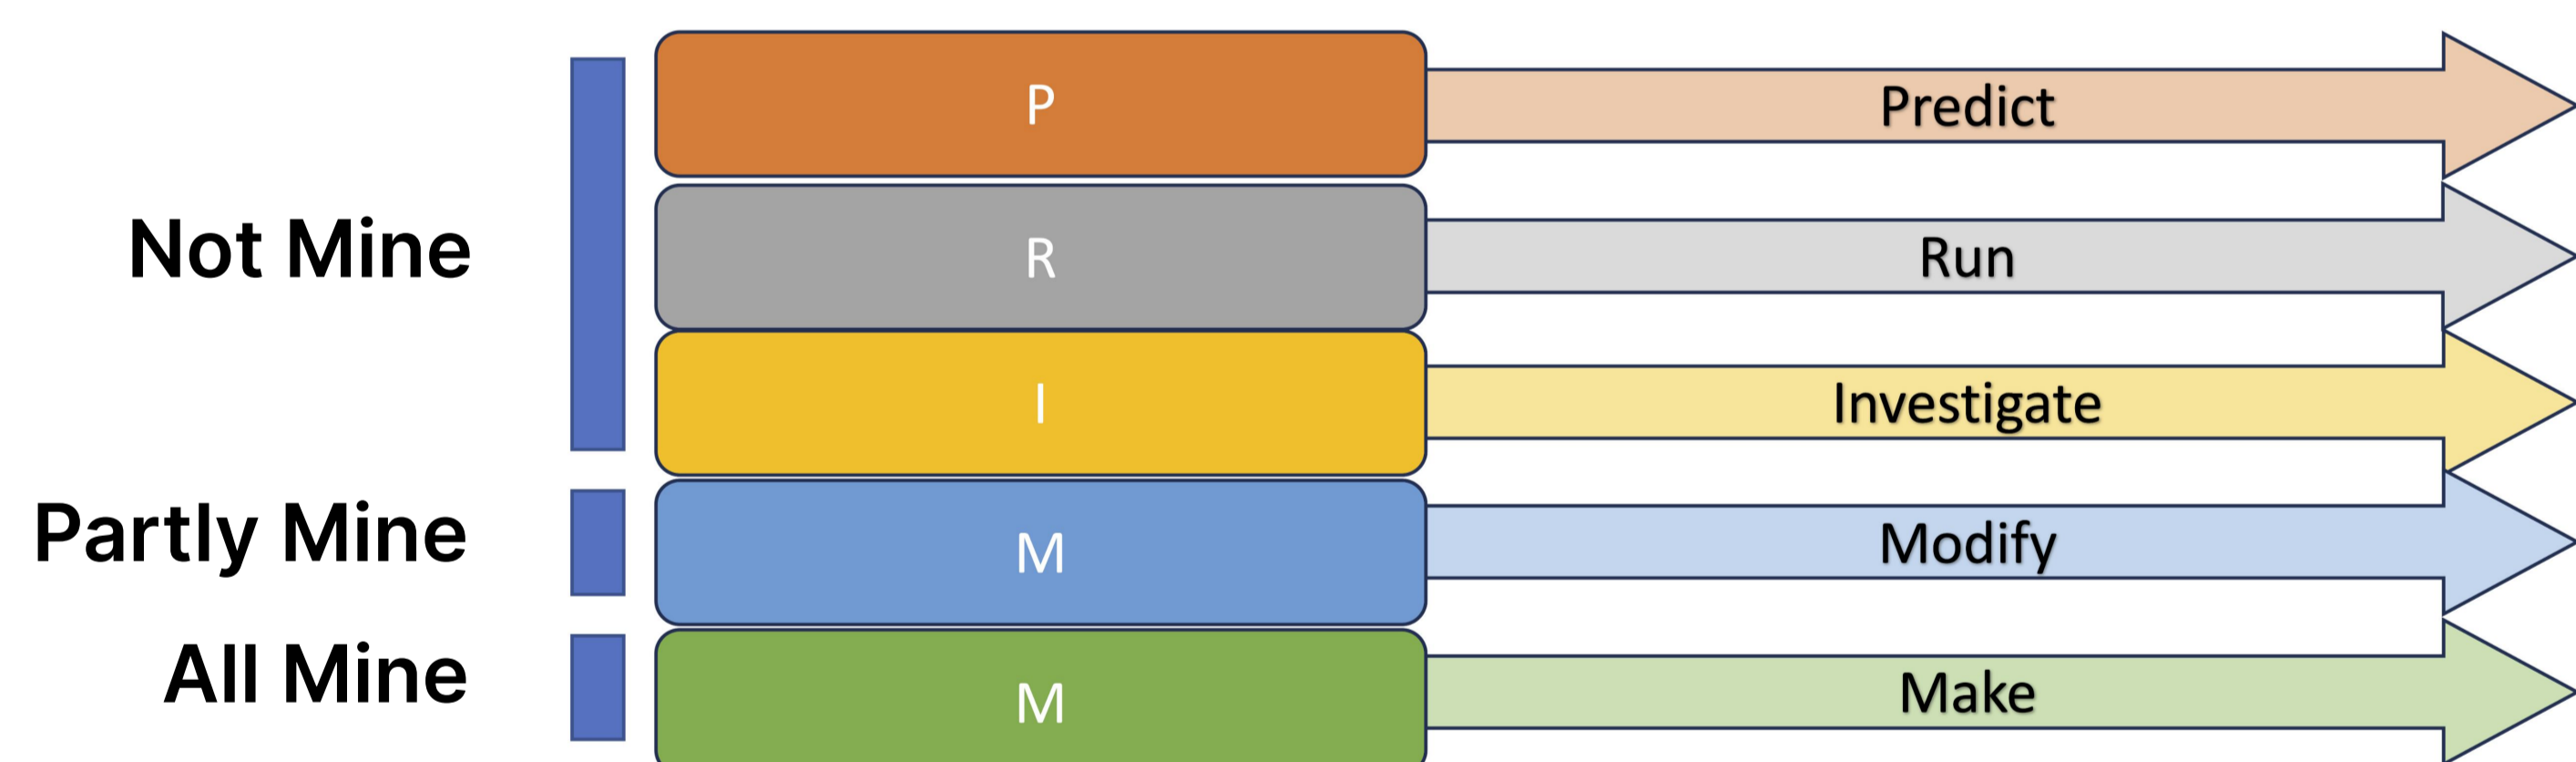 P
Predict
Not Mine
R
Run
I
Investigate
Partly Mine
M
Modify
All Mine
M
Make